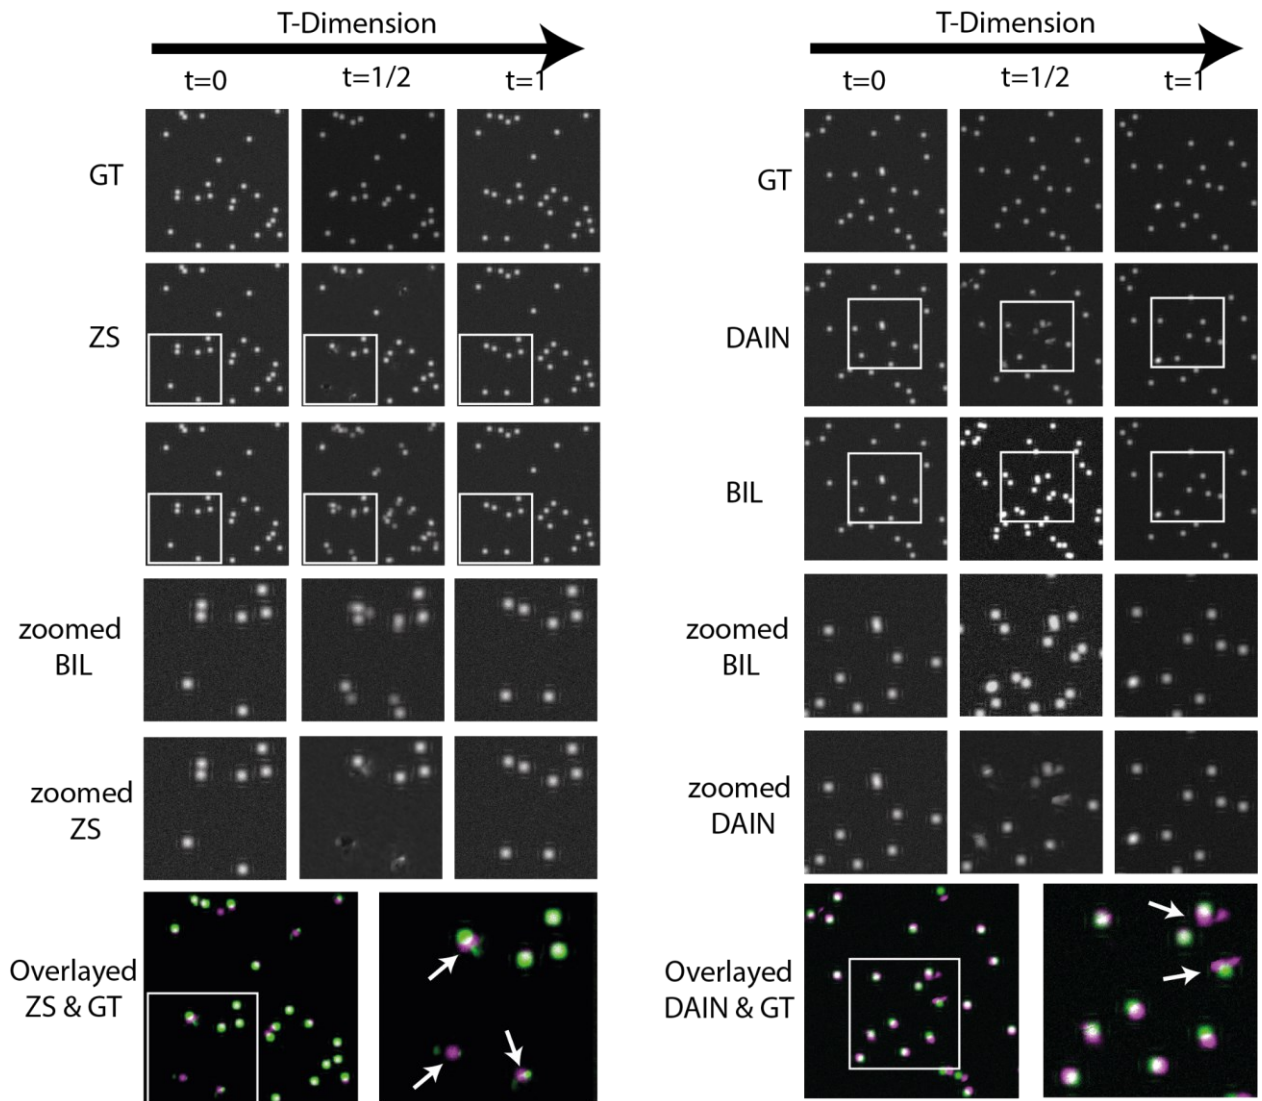 T-Dimension
t=0 t=1/2 t=1
GT
ZS
zoomed
BIL
zoomed
ZS
Overlayed
ZS & GT
T-Dimension
t=0 t=1/2 t=1
GT
DAIN
BIL
zoomed
BIL
zoomed
DAIN
Overlayed
DAIN & GT